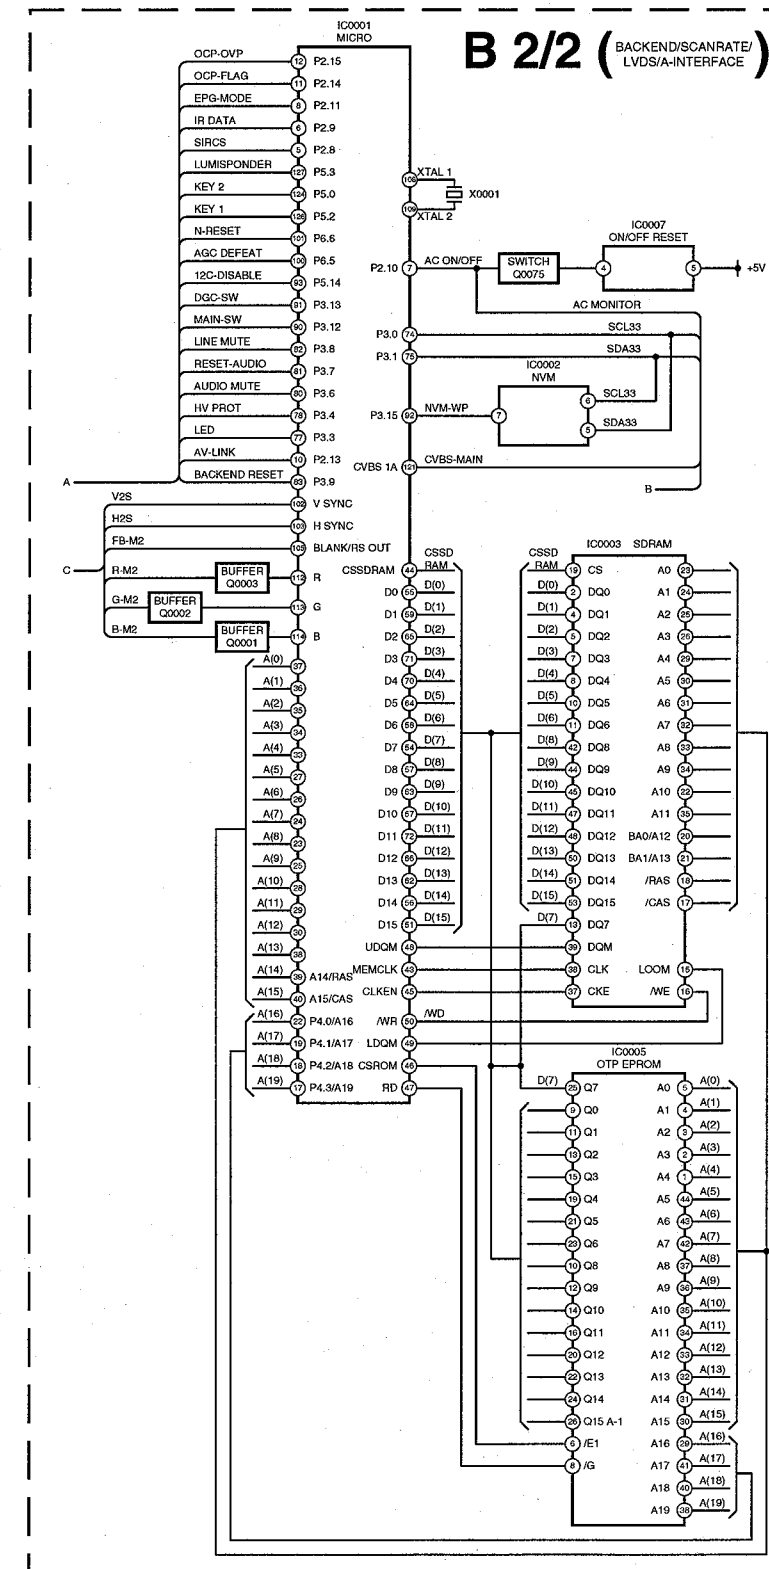 B 2/2 ( BACKEND/SCANRATE/ LVDS/A-INTERFACE )
IC0001
MICRO
OCP-OVP 12 P2.15
OCP-FLAG 11 P2.14
EPG-MODE 8 P2.11
IR DATA 6 P2.9
SIRCS 5 P2.8
LUMISPONDER 127 P5.3
KEY 2 124 P5.0
KEY 1 126 P5.2
N-RESET 101 P6.6
AGC DEFEAT 100 P6.5
12C-DISABLE 93 P5.14
DGC-SW 91 P3.13
MAIN-SW 90 P3.12
LINE MUTE 82 P3.8
RESET-AUDIO 81 P3.7
AUDIO MUTE 80 P3.6
HV PROT 78 P3.4
LED 77 P3.3
AV-LINK 10 P2.13
A BACKEND RESET 83 P3.9
V2S 102 V SYNC
H2S 103 H SYNC
FB-M2 105 BLANK/RS OUT
C
R-M2 BUFFER Q0003 112 R
G-M2 BUFFER Q0002 113 G
B-M2 BUFFER Q0001 114 B
A(0) 37
A(1) 36
A(2) 35
A(3) 34
A(4) 33
A(5) 27
A(6) 26
A(7) 24
A(8) 23
A(9) 25
A(10) 28
A(11) 29
A(12) 30
A(13) 38
A(14) 39 A14/RAS
A(15) 40 A15/CAS
A(16) 22 P4.0/A16
A(17) 19 P4.1/A17
A(18) 18 P4.2/A18
A(19) 17 P4.3/A19
108 XTAL 1
X0001
109 XTAL 2
P2.10 7 AC ON/OFF
SWITCH
Q0075
IC0007
ON/OFF RESET
4 5 +5V
AC MONITOR
P3.0 74 SCL33
P3.1 75 SDA33
IC0002
NVM
P3.15 92 NVM-WP 7
6 SCL33
5 SDA33
CVBS 1A 121 CVBS-MAIN
B
CSSDRAM 44 CSSD RAM
D0 55 D(0)
D1 59 D(1)
D2 65 D(2)
D3 71 D(3)
D4 70 D(4)
D5 64 D(5)
D6 58 D(6)
D7 54 D(7)
D8 57 D(8)
D9 63 D(9)
D10 67 D(10)
D11 72 D(11)
D12 66 D(12)
D13 62 D(13)
D14 56 D(14)
D15 51 D(15)
UDQM 48
MEMCLK 43
CLKEN 45
/WR 50 /WD
LDQM 49
CSROM 46
RD 47
IC0003 SDRAM
CSSD RAM 19 CS
D(0) 2 DQ0
D(1) 4 DQ1
D(2) 5 DQ2
D(3) 7 DQ3
D(4) 8 DQ4
D(5) 10 DQ5
D(6) 11 DQ6
D(8) 42 DQ8
D(9) 44 DQ9
D(10) 45 DQ10
D(11) 47 DQ11
D(12) 48 DQ12
D(13) 50 DQ13
D(14) 51 DQ14
D(15) 53 DQ15
D(7) 13 DQ7
39 DQM
38 CLK
37 CKE
A0 23
A1 24
A2 25
A3 26
A4 29
A5 30
A6 31
A7 32
A8 33
A9 34
A10 22
A11 35
BA0/A12 20
BA1/A13 21
/RAS 18
/CAS 17
LOOM 15
/WE 16
IC0005
OTP EPROM
D(7) 25 Q7
9 Q0
11 Q1
13 Q2
15 Q3
19 Q4
21 Q5
23 Q6
10 Q8
12 Q9
14 Q10
16 Q11
20 Q12
22 Q13
24 Q14
26 Q15 A-1
6 /E1
8 /G
A0 5 A(0)
A1 4 A(1)
A2 3 A(2)
A3 2 A(3)
A4 1 A(4)
A5 44 A(5)
A6 43 A(6)
A7 42 A(7)
A8 37 A(8)
A9 36 A(9)
A10 35 A(10)
A11 34 A(11)
A12 33 A(12)
A13 32 A(13)
A14 31 A(14)
A15 30 A(15)
A16 29 A(16)
A17 41 A(17)
A18 40 A(18)
A19 38 A(19)